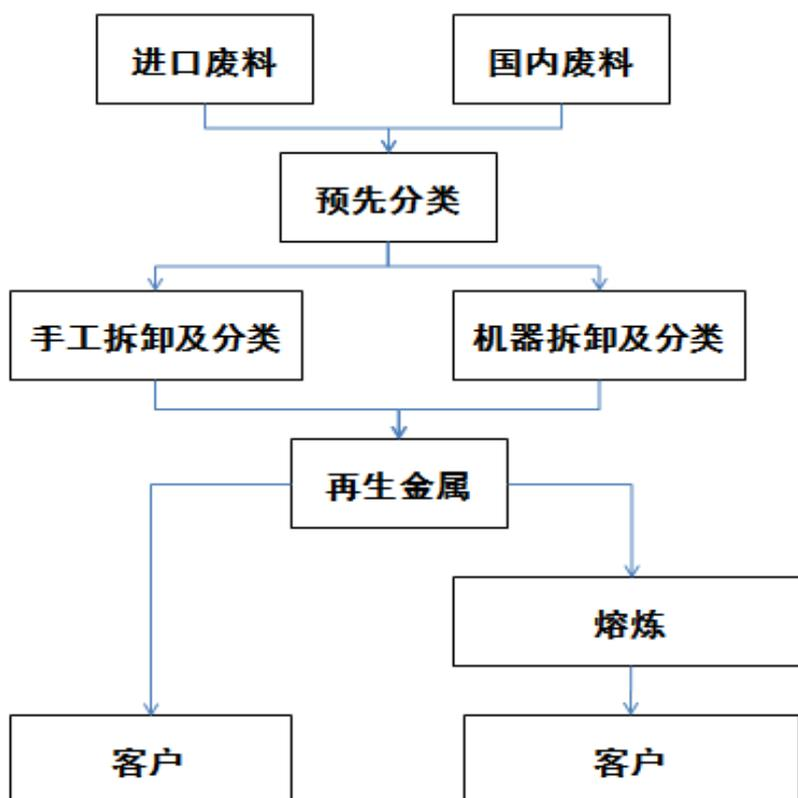 进口废料
国内废料
预先分类
手工拆卸及分类
机器拆卸及分类
再生金属
熔炼
客户
客户